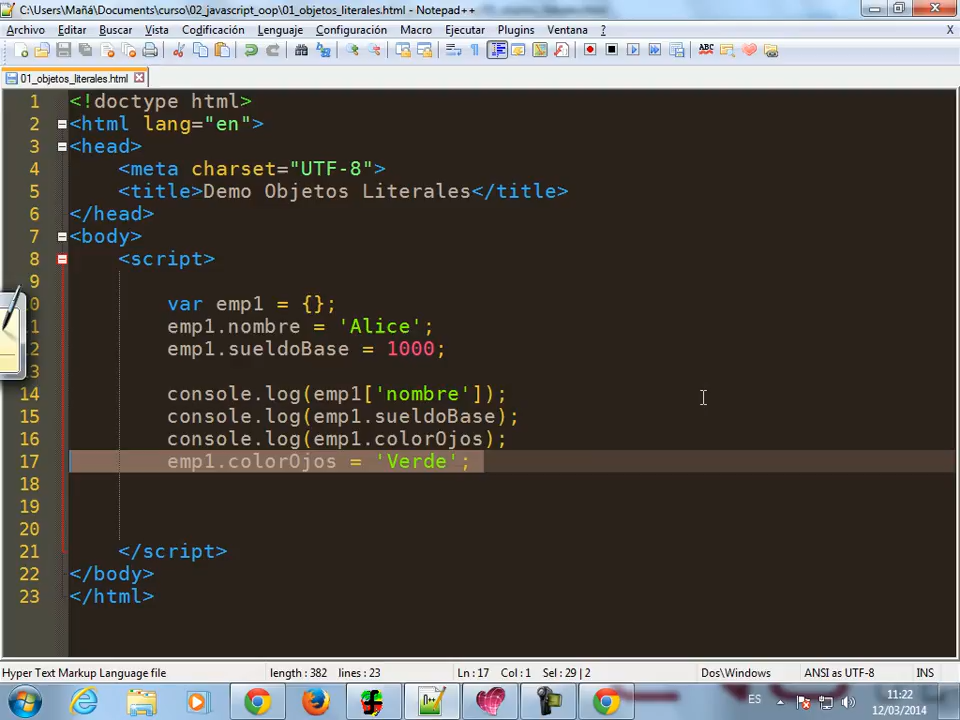 C:\Users\Mañá\Documents\curso\02_javascript_oop\01_objetos_literales.html - Notepad++
Archivo Editar Buscar Vista Codificación Lenguaje Configuración Macro Ejecutar Plugins Ventana ? X
01_objetos_literales.html
1 <!doctype html>
2 <html lang="en">
3 <head>
4 <meta charset="UTF-8">
5 <title>Demo Objetos Literales</title>
6 </head>
7 <body>
8 <script>
9
0 var emp1 = {};
1 emp1.nombre = 'Alice';
2 emp1.sueldoBase = 1000;
3
14 console.log(emp1['nombre']);
15 console.log(emp1.sueldoBase);
16 console.log(emp1.colorOjos);
17 emp1.colorOjos = 'Verde';
18
19
20
21 </script>
22 </body>
23 </html>
Hyper Text Markup Language file length : 382 lines : 23 Ln : 17 Col : 1 Sel : 29 | 2 Dos\Windows ANSI as UTF-8 INS
ES 11:22
12/03/2014